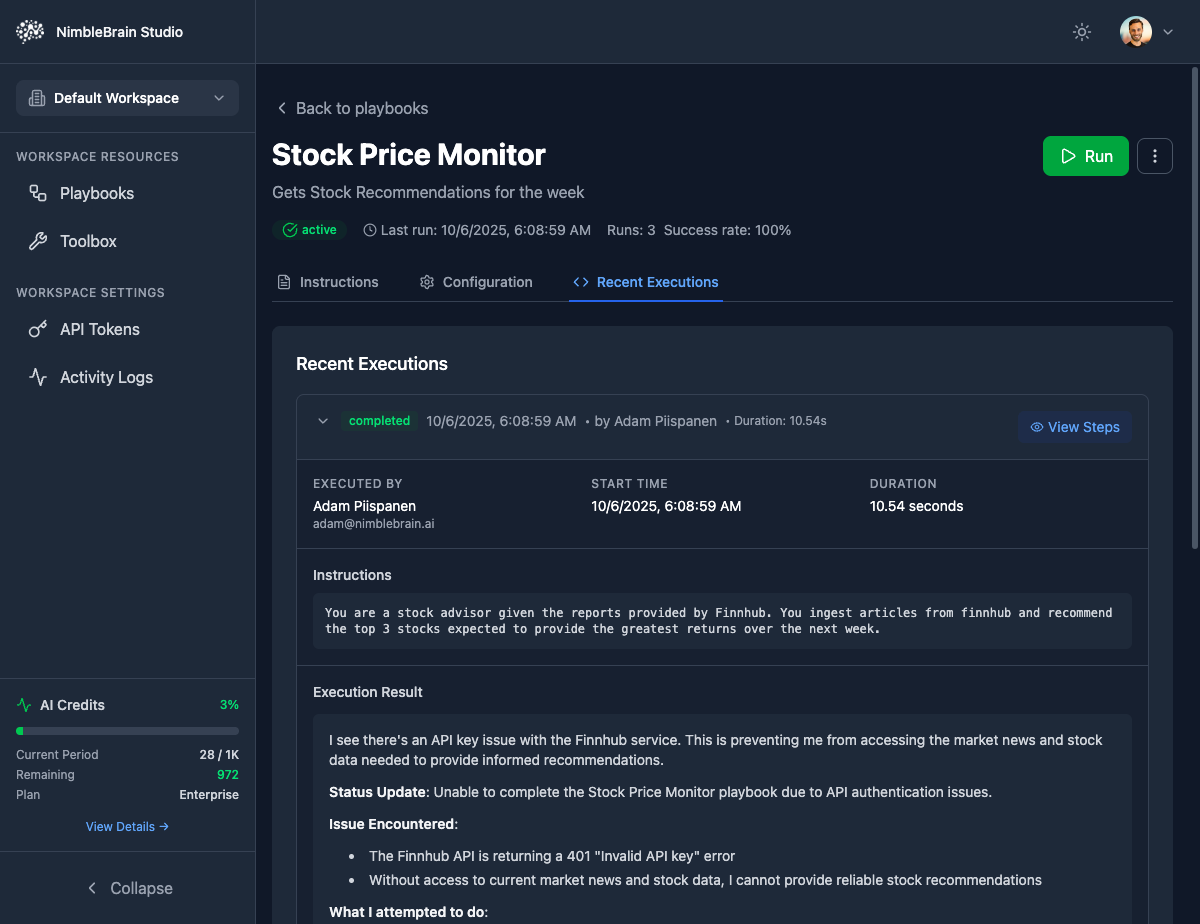 NimbleBrain Studio
Default Workspace
WORKSPACE RESOURCES
Playbooks
Toolbox
WORKSPACE SETTINGS
API Tokens
Activity Logs
AI Credits 3%
Current Period 28 / 1K
Remaining 972
Plan Enterprise
View Details →
Collapse
Back to playbooks
Stock Price Monitor
Run
Gets Stock Recommendations for the week
active Last run: 10/6/2025, 6:08:59 AM Runs: 3 Success rate: 100%
Instructions Configuration Recent Executions
Recent Executions
completed 10/6/2025, 6:08:59 AM • by Adam Piispanen • Duration: 10.54s View Steps
EXECUTED BY START TIME DURATION
Adam Piispanen 10/6/2025, 6:08:59 AM 10.54 seconds
adam@nimblebrain.ai
Instructions
You are a stock advisor given the reports provided by Finnhub. You ingest articles from finnhub and recommend
the top 3 stocks expected to provide the greatest returns over the next week.
Execution Result
I see there's an API key issue with the Finnhub service. This is preventing me from accessing the market news and stock
data needed to provide informed recommendations.
Status Update: Unable to complete the Stock Price Monitor playbook due to API authentication issues.
Issue Encountered:
• The Finnhub API is returning a 401 "Invalid API key" error
• Without access to current market news and stock data, I cannot provide reliable stock recommendations
What I attempted to do: